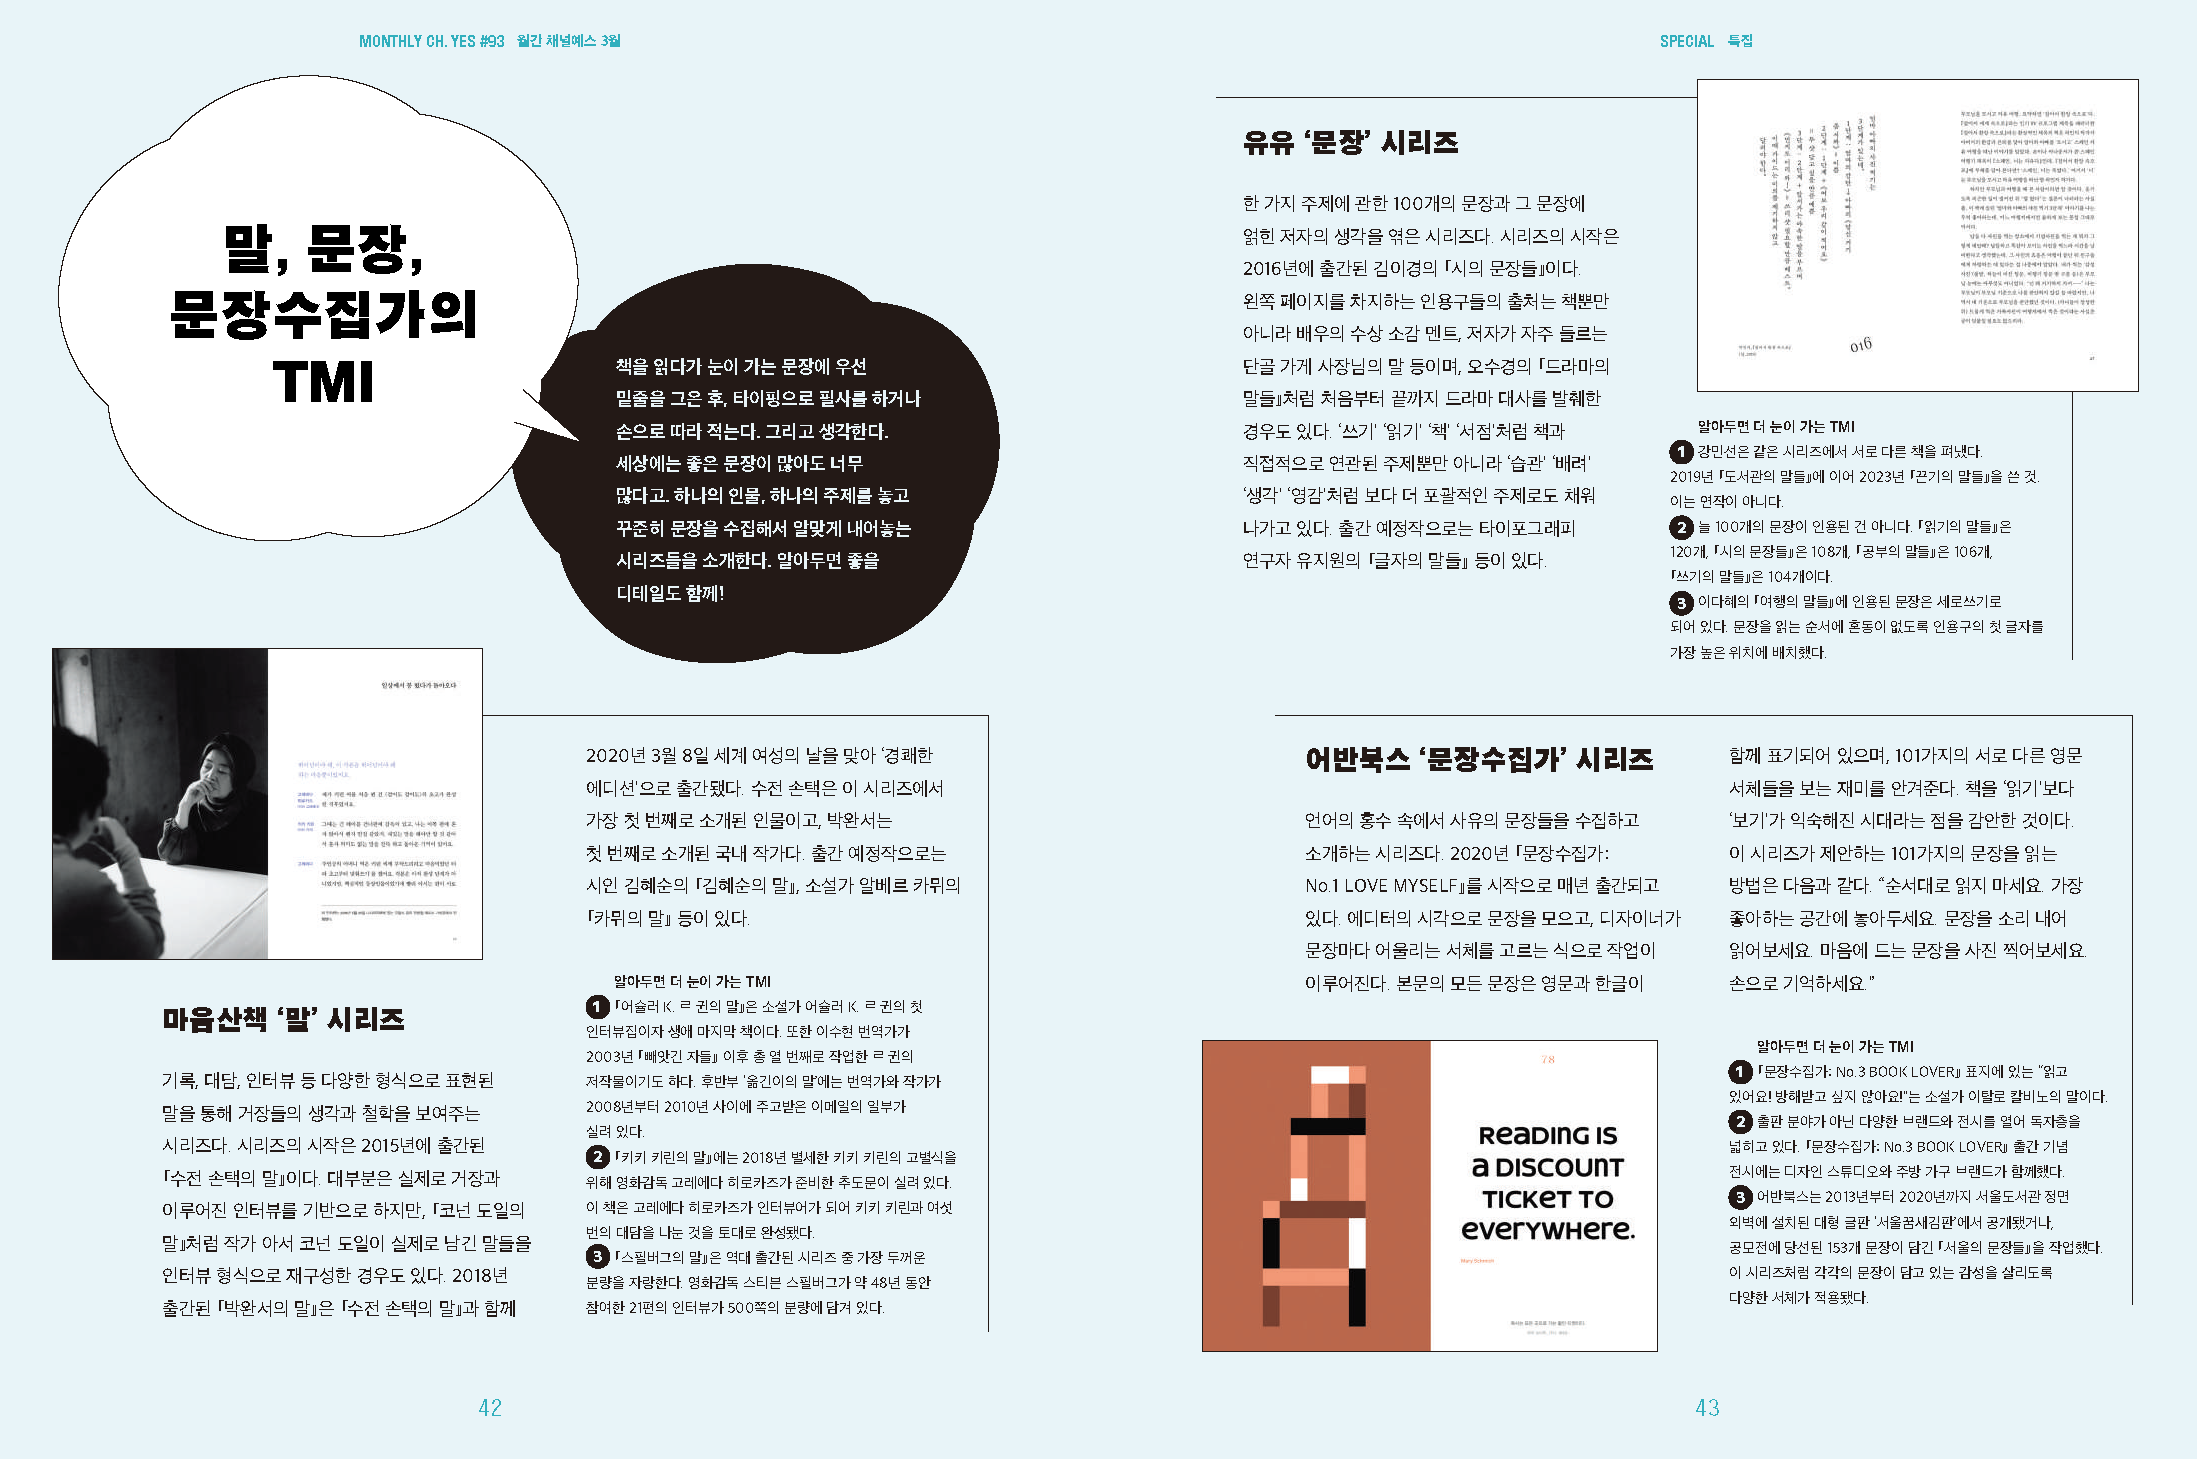 MONTHLY CH. YES #93 월간 채널예스 3월
말, 문장,
문장수집가의
TMI
책을 읽다가 눈이 가는 문장에 우선
밑줄을 그은 후, 타이핑으로 필사를 하거나
손으로 따라 적는다. 그리고 생각한다.
세상에는 좋은 문장이 많아도 너무
많다고. 하나의 인물, 하나의 주제를 놓고
꾸준히 문장을 수집해서 알맞게 내어놓는
시리즈들을 소개한다. 알아두면 좋을
디테일도 함께!
일상에서 붕 떴다가 돌아오다
마음산책 ‘말’ 시리즈
기록, 대담, 인터뷰 등 다양한 형식으로 표현된
말을 통해 거장들의 생각과 철학을 보여주는
시리즈다. 시리즈의 시작은 2015년에 출간된
『수전 손택의 말』이다. 대부분은 실제로 거장과
이루어진 인터뷰를 기반으로 하지만, 『코넌 도일의
말』처럼 작가 아서 코넌 도일이 실제로 남긴 말들을
인터뷰 형식으로 재구성한 경우도 있다. 2018년
출간된 『박완서의 말』은 『수전 손택의 말』과 함께
2020년 3월 8일 세계 여성의 날을 맞아 ‘경쾌한
에디션’으로 출간됐다. 수전 손택은 이 시리즈에서
가장 첫 번째로 소개된 인물이고, 박완서는
첫 번째로 소개된 국내 작가다. 출간 예정작으로는
시인 김혜순의 『김혜순의 말』, 소설가 알베르 카뮈의
『카뮈의 말』 등이 있다.
알아두면 더 눈이 가는 TMI
1 『어슐러 K. 르 귄의 말』은 소설가 어슐러 K. 르 귄의 첫
인터뷰집이자 생애 마지막 책이다. 또한 이수현 번역가가
2003년 『빼앗긴 자들』 이후 총 열 번째로 작업한 르 귄의
저작물이기도 하다. 후반부 ‘옮긴이의 말’에는 번역가와 작가가
2008년부터 2010년 사이에 주고받은 이메일의 일부가
실려 있다.
2 『키키 키린의 말』에는 2018년 별세한 키키 키린의 고별식을
위해 영화감독 고레에다 히로카즈가 준비한 추도문이 실려 있다.
이 책은 고레에다 히로카즈가 인터뷰어가 되어 키키 키린과 여섯
번의 대담을 나눈 것을 토대로 완성됐다.
3 『스필버그의 말』은 역대 출간된 시리즈 중 가장 두꺼운
분량을 자랑한다. 영화감독 스티븐 스필버그가 약 48년 동안
참여한 21편의 인터뷰가 500쪽의 분량에 담겨 있다.
42
SPECIAL 특집
유유 ‘문장’ 시리즈
한 가지 주제에 관한 100개의 문장과 그 문장에
얽힌 저자의 생각을 엮은 시리즈다. 시리즈의 시작은
2016년에 출간된 김이경의 『시의 문장들』이다.
왼쪽 페이지를 차지하는 인용구들의 출처는 책뿐만
아니라 배우의 수상 소감 멘트, 저자가 자주 들르는
단골 가게 사장님의 말 등이며, 오수경의 『드라마의
말들』처럼 처음부터 끝까지 드라마 대사를 발췌한
경우도 있다. ‘쓰기’ ‘읽기’ ‘책’ ‘서점’처럼 책과
직접적으로 연관된 주제뿐만 아니라 ‘습관’ ‘배려’
‘생각’ ‘영감’처럼 보다 더 포괄적인 주제로도 채워
나가고 있다. 출간 예정작으로는 타이포그래피
연구자 유지원의 『글자의 말들』 등이 있다.
016
알아두면 더 눈이 가는 TMI
1 강민선은 같은 시리즈에서 서로 다른 책을 펴냈다.
2019년 『도서관의 말들』에 이어 2023년 『끈기의 말들』을 쓴 것.
이는 연작이 아니다.
2 늘 100개의 문장이 인용된 건 아니다. 『읽기의 말들』은
120개, 『시의 문장들』은 108개, 『공부의 말들』은 106개,
『쓰기의 말들』은 104개이다.
3 이다혜의 『여행의 말들』에 인용된 문장은 세로쓰기로
되어 있다. 문장을 읽는 순서에 혼동이 없도록 인용구의 첫 글자를
가장 높은 위치에 배치했다.
어반북스 ‘문장수집가’ 시리즈
언어의 홍수 속에서 사유의 문장들을 수집하고
소개하는 시리즈다. 2020년 『문장수집가:
No.1 LOVE MYSELF』를 시작으로 매년 출간되고
있다. 에디터의 시각으로 문장을 모으고, 디자이너가
문장마다 어울리는 서체를 고르는 식으로 작업이
이루어진다. 본문의 모든 문장은 영문과 한글이
함께 표기되어 있으며, 101가지의 서로 다른 영문
서체들을 보는 재미를 안겨준다. 책을 ‘읽기’보다
‘보기’가 익숙해진 시대라는 점을 감안한 것이다.
이 시리즈가 제안하는 101가지의 문장을 읽는
방법은 다음과 같다. “순서대로 읽지 마세요. 가장
좋아하는 공간에 놓아두세요. 문장을 소리 내어
읽어보세요. 마음에 드는 문장을 사진 찍어보세요.
손으로 기억하세요.”
78
READING IS
A DISCOUNT
TICKET TO
EVERYWHERE.
Mary Schmich
알아두면 더 눈이 가는 TMI
1 『문장수집가: No.3 BOOK LOVER』 표지에 있는 “읽고
있어요! 방해받고 싶지 않아요!”는 소설가 이탈로 칼비노의 말이다.
2 출판 분야가 아닌 다양한 브랜드와 전시를 열어 독자층을
넓히고 있다. 『문장수집가: No.3 BOOK LOVER』 출간 기념
전시에는 디자인 스튜디오와 주방 가구 브랜드가 함께했다.
3 어반북스는 2013년부터 2020년까지 서울도서관 정면
외벽에 설치된 대형 글판 ‘서울꿈새김판’에서 공개됐거나,
공모전에 당선된 153개 문장이 담긴 『서울의 문장들』을 작업했다.
이 시리즈처럼 각각의 문장이 담고 있는 감성을 살리도록
다양한 서체가 적용됐다.
43